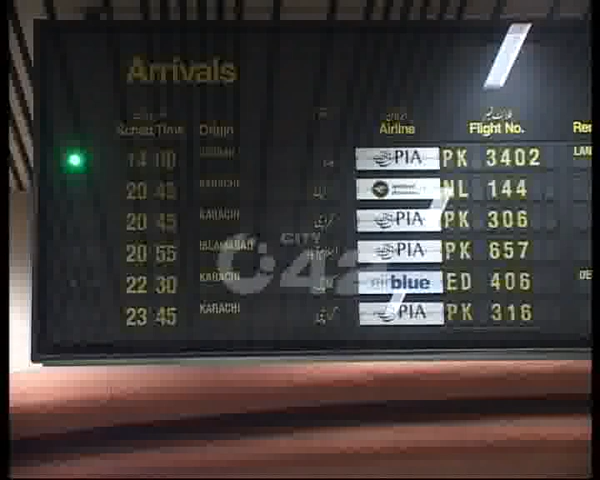 Arrivals
Sched Time Origin Airline Flight No.
PIA PK 3402
20 45 KARACHI NL 144
20 45 KARACHI کراچی PIA PK 306
20 55 ISLAMABAD PIA PK 657
22 30 KARACHI airblue ED 406
23 45 KARACHI کراچی PIA PK 316
CITY
42